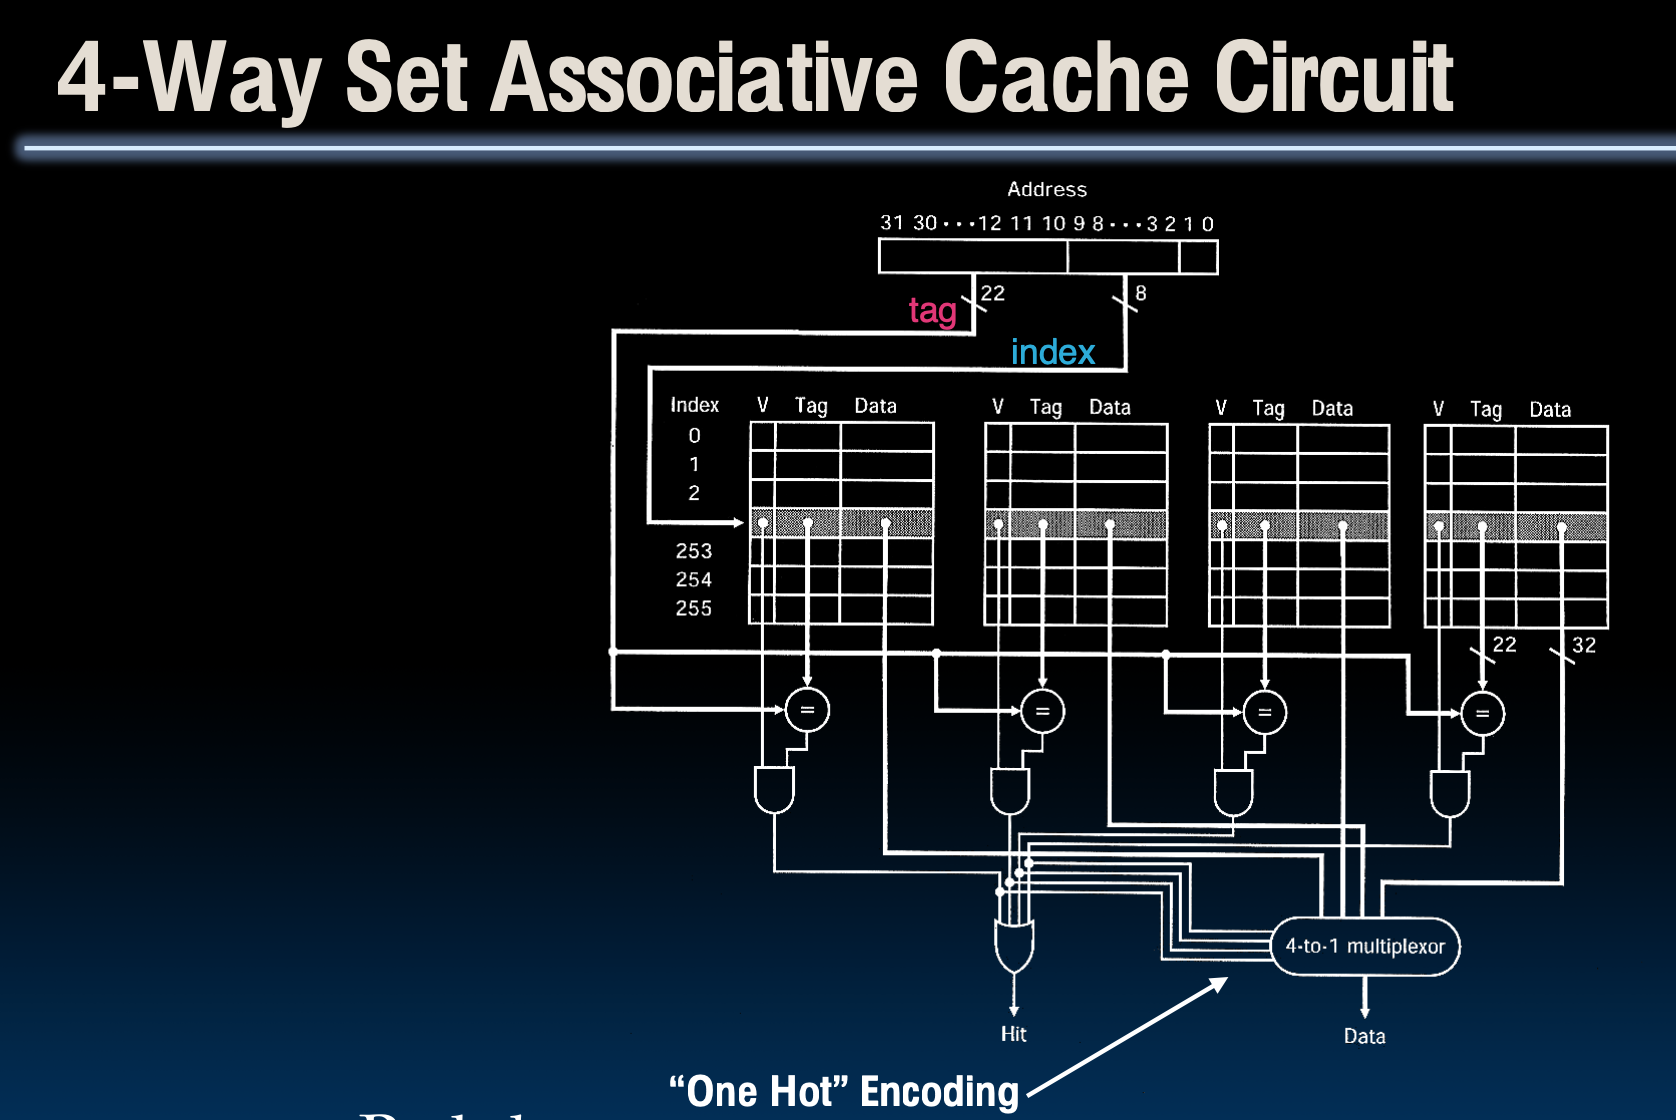 4-Way Set Associative Cache Circuit
Address
31 30 ··· 12 11 10 9 8 ··· 3 2 1 0
22
8
tag
index
Index V Tag Data V Tag Data V Tag Data V Tag Data
0
1
2
253
254
255
22 32
= = = =
4-to-1 multiplexor
Hit
Data
“One Hot” Encoding